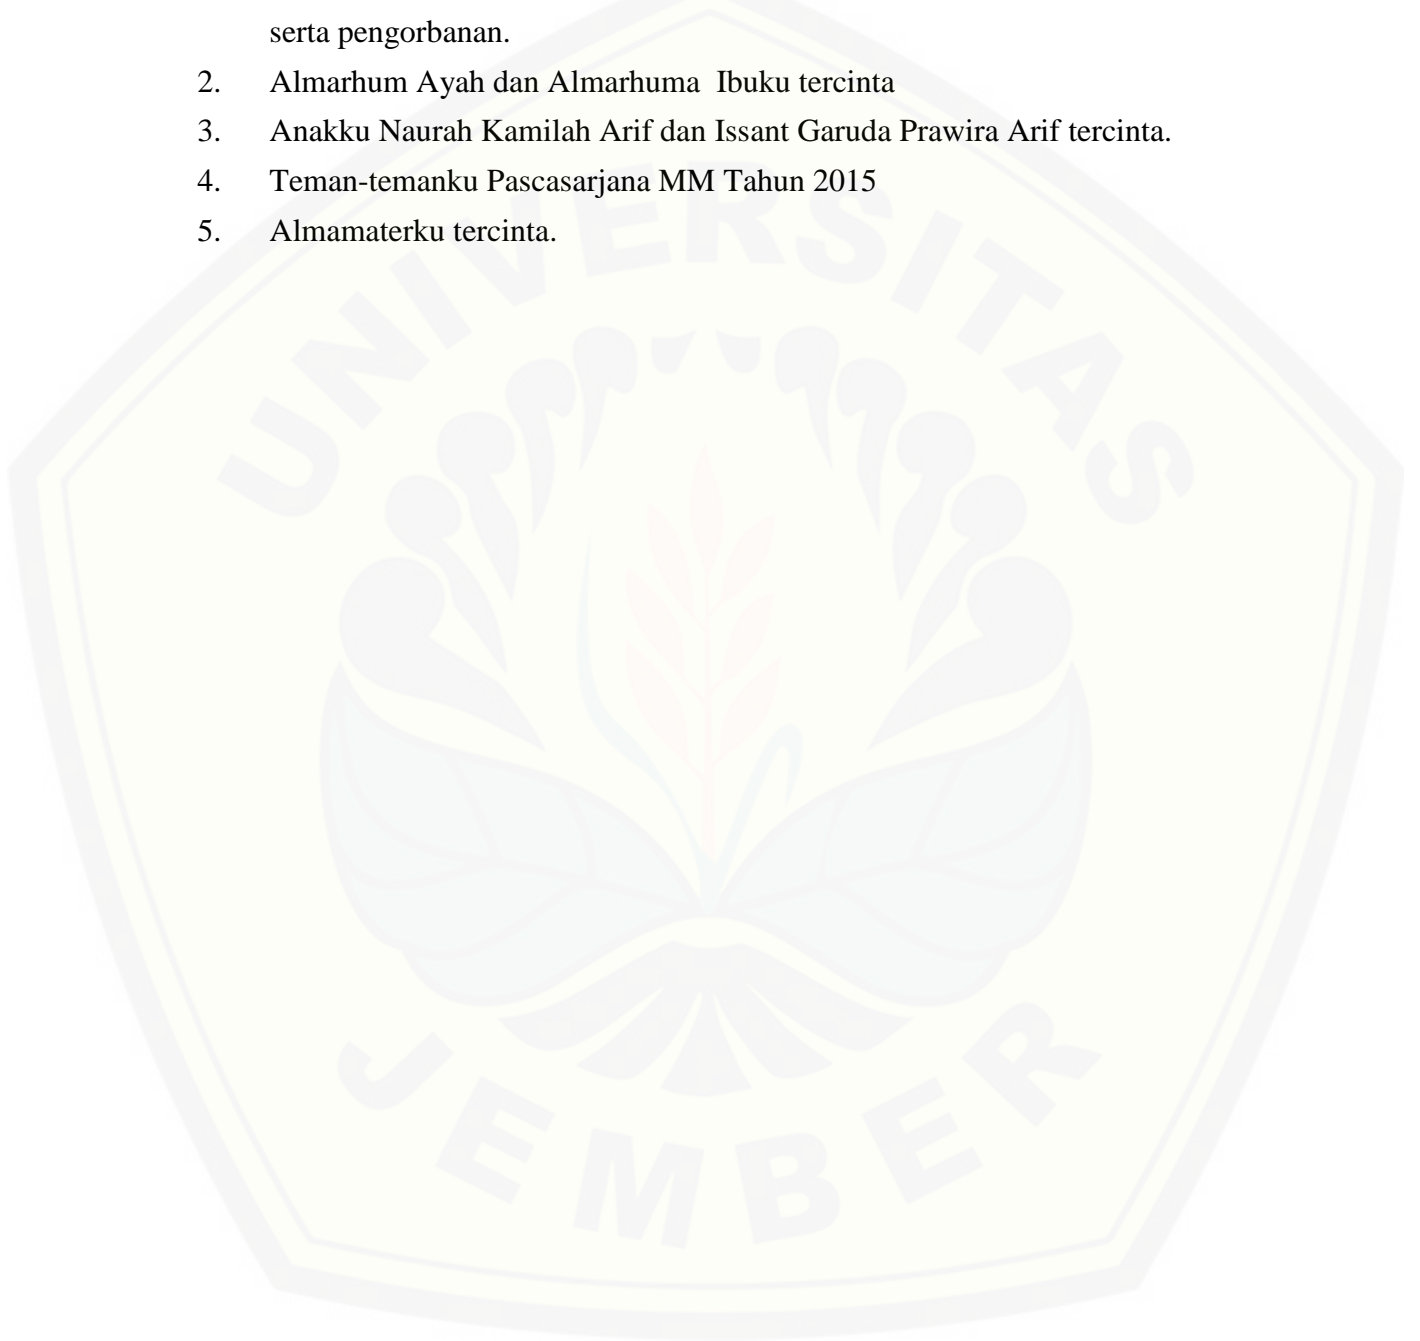 serta pengorbanan.
2. Almarhum Ayah dan Almarhuma Ibuku tercinta
3. Anakku Naurah Kamilah Arif dan Issant Garuda Prawira Arif tercinta.
4. Teman-temanku Pascasarjana MM Tahun 2015
5. Almamaterku tercinta.
UNIVERSITAS
JEMBER